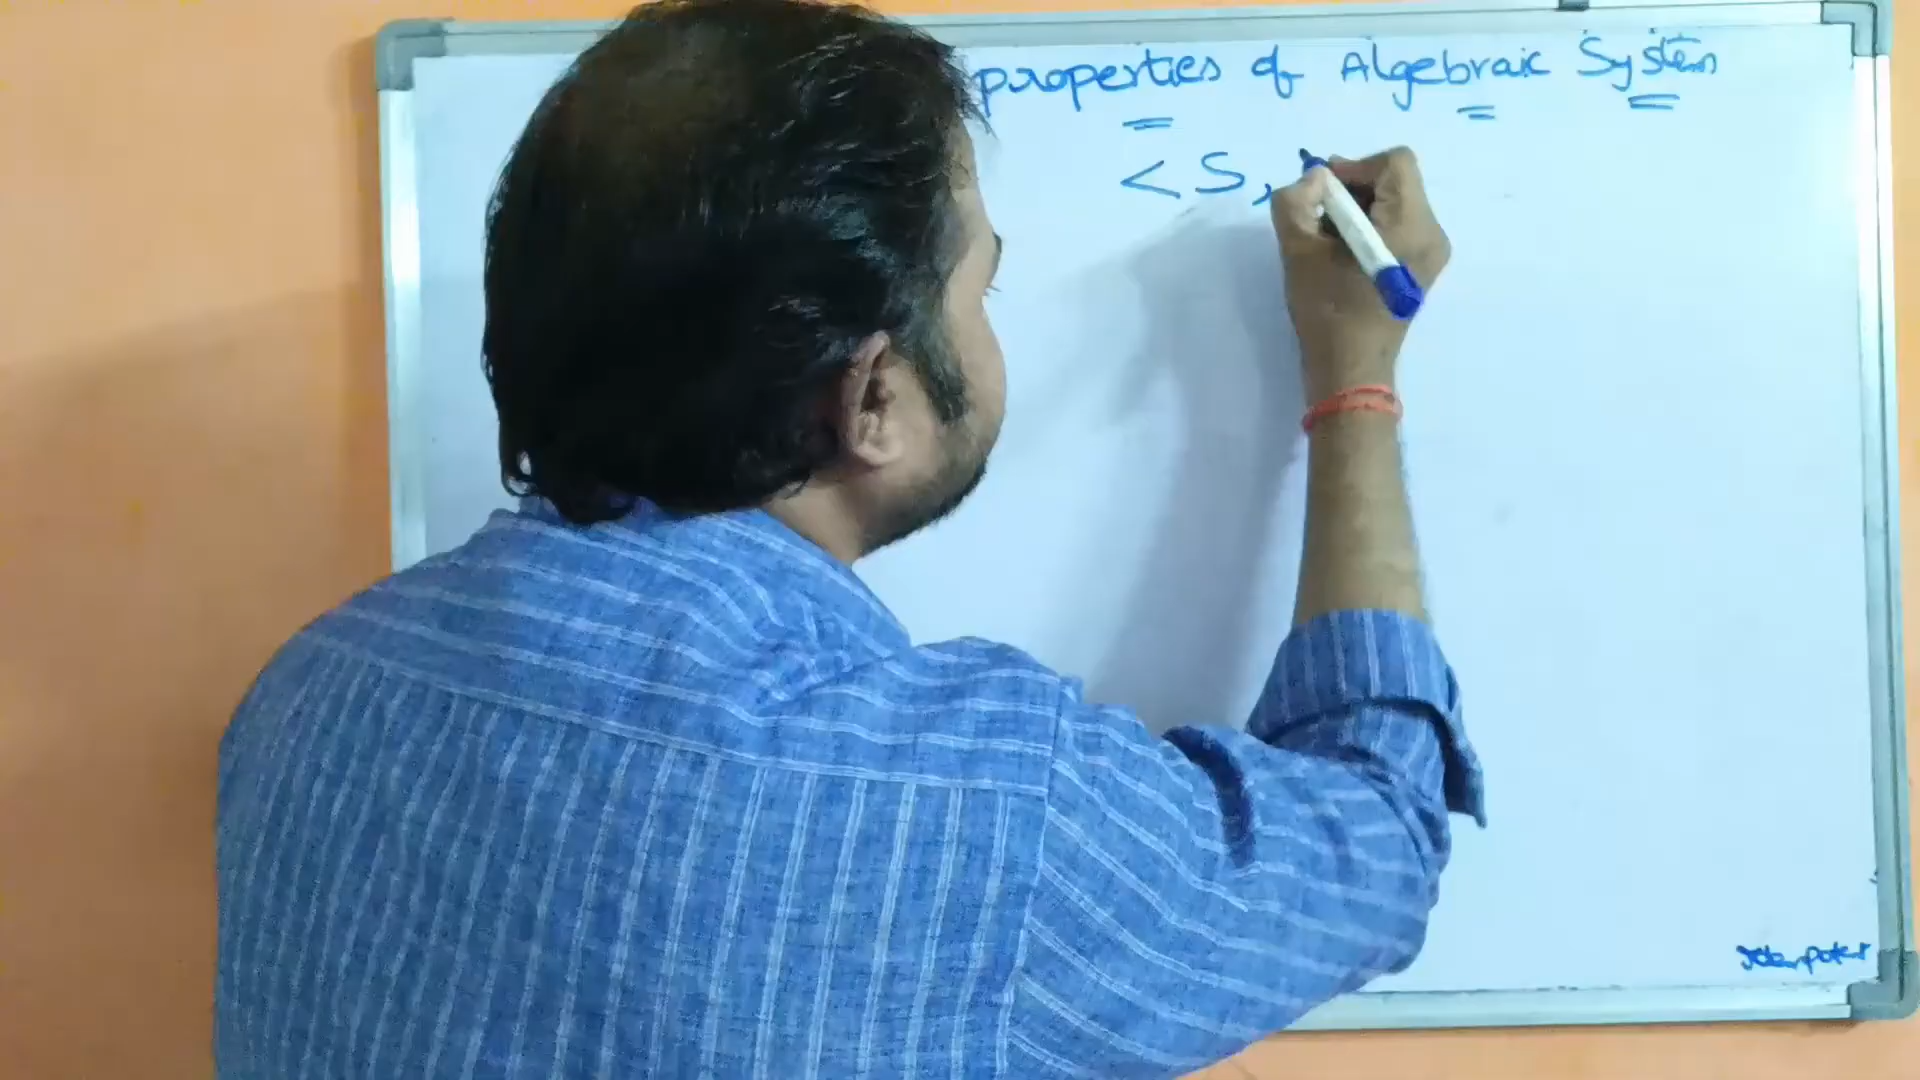 properties of Algebraic System
< S,